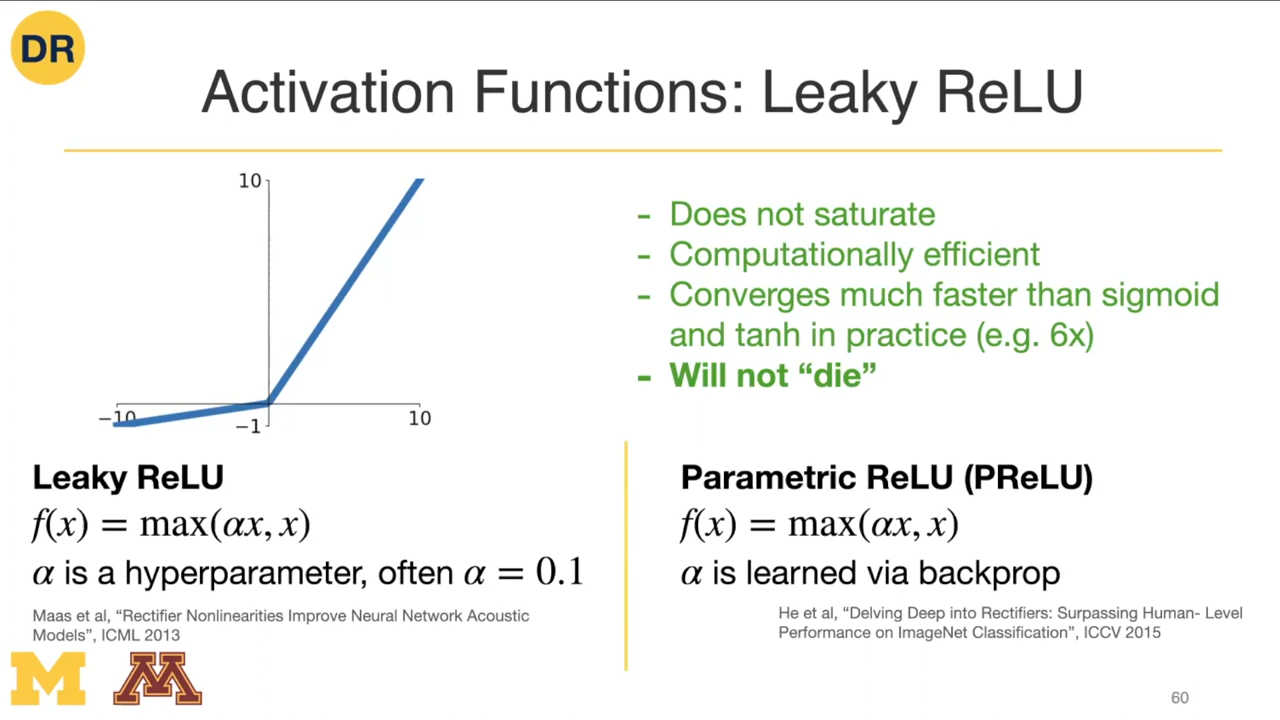 DR
Activation Functions: Leaky ReLU
10
−10
−1
10
- Does not saturate
- Computationally efficient
- Converges much faster than sigmoid
and tanh in practice (e.g. 6x)
- Will not “die”
Leaky ReLU
f(x) = max(αx, x)
α is a hyperparameter, often α = 0.1
Maas et al, “Rectifier Nonlinearities Improve Neural Network Acoustic
Models”, ICML 2013
Parametric ReLU (PReLU)
f(x) = max(αx, x)
α is learned via backprop
He et al, “Delving Deep into Rectifiers: Surpassing Human- Level
Performance on ImageNet Classification”, ICCV 2015
M
M
60